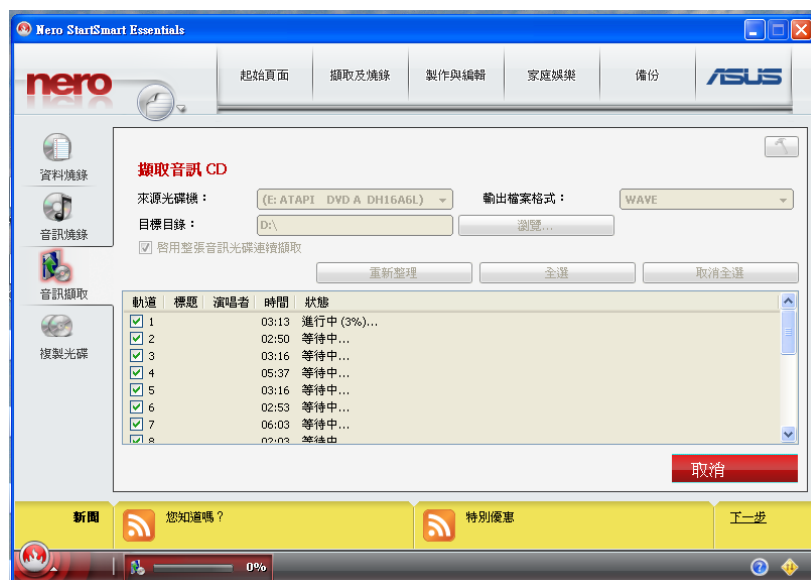 Nero StartSmart Essentials
nero
起始頁面 擷取及燒錄 製作與編輯 家庭娛樂 備份
ASUS
資料燒錄
音訊燒錄
音訊擷取
複製光碟
擷取音訊 CD
來源光碟機： (E: ATAPI DVD A DH16A6L) 輸出檔案格式： WAVE
目標目錄： D:\ 瀏覽...
啓用整張音訊光碟連續擷取
重新整理 全選 取消全選
軌道 標題 演唱者 時間 狀態
1 03:13 進行中 (3%)...
2 02:50 等待中...
3 03:16 等待中...
4 05:37 等待中...
5 03:16 等待中...
6 02:53 等待中...
7 06:03 等待中...
8 02:03 等待中
取消
新聞 您知道嗎？ 特別優惠 下一步
0%